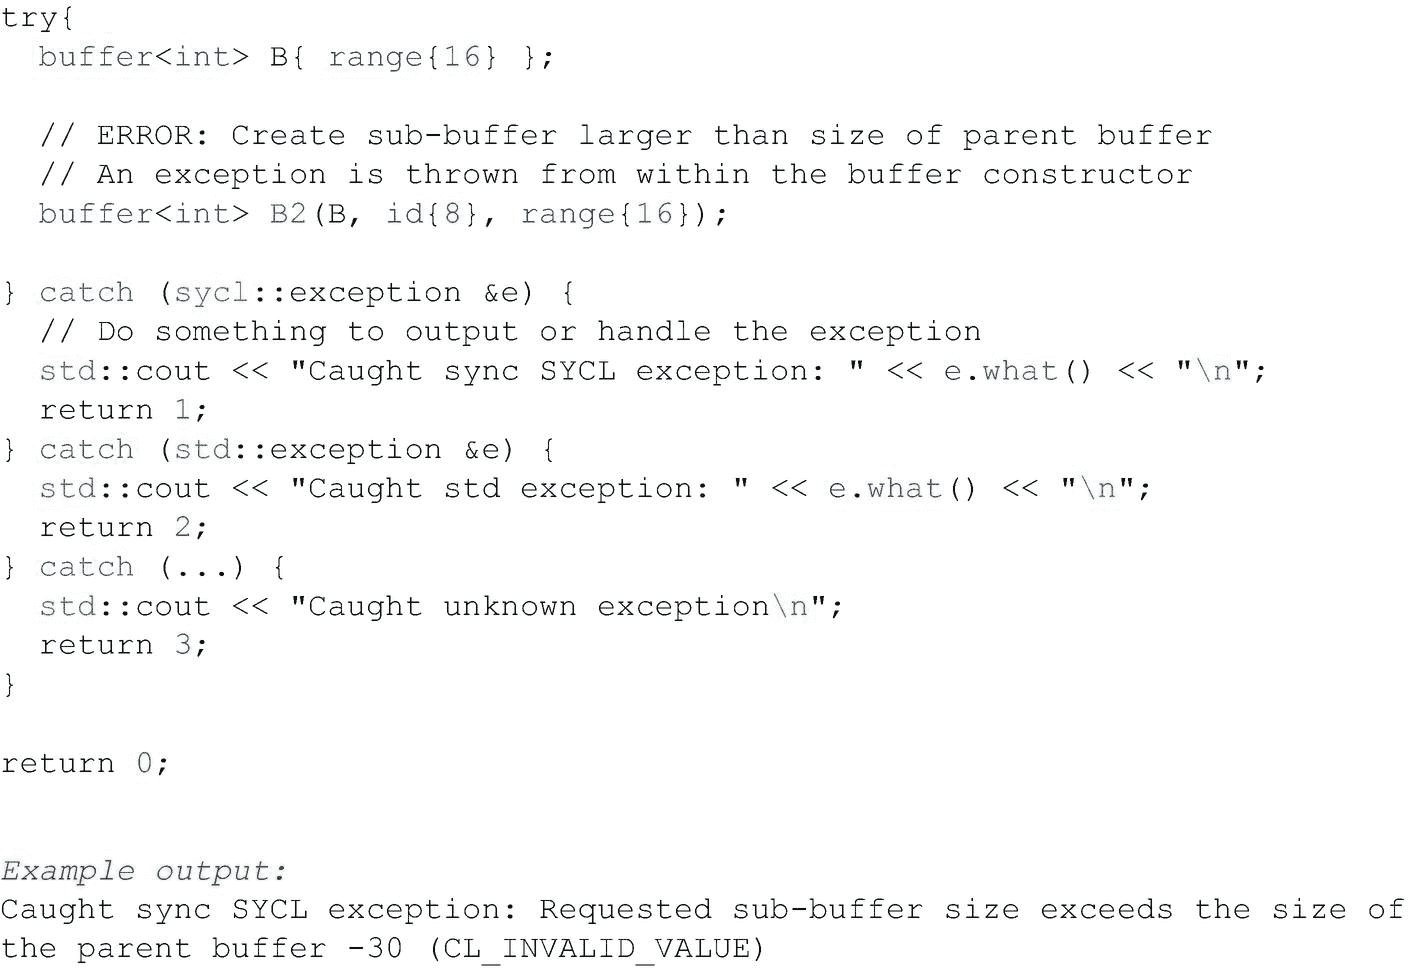 try{
  buffer<int> B{ range{16} };

  // ERROR: Create sub-buffer larger than size of parent buffer
  // An exception is thrown from within the buffer constructor
  buffer<int> B2(B, id{8}, range{16});

} catch (sycl::exception &e) {
  // Do something to output or handle the exception
  std::cout << "Caught sync SYCL exception: " << e.what() << "\n";
  return 1;
} catch (std::exception &e) {
  std::cout << "Caught std exception: " << e.what() << "\n";
  return 2;
} catch (...) {
  std::cout << "Caught unknown exception\n";
  return 3;
}

return 0;

Example output:
Caught sync SYCL exception: Requested sub-buffer size exceeds the size of
the parent buffer -30 (CL_INVALID_VALUE)